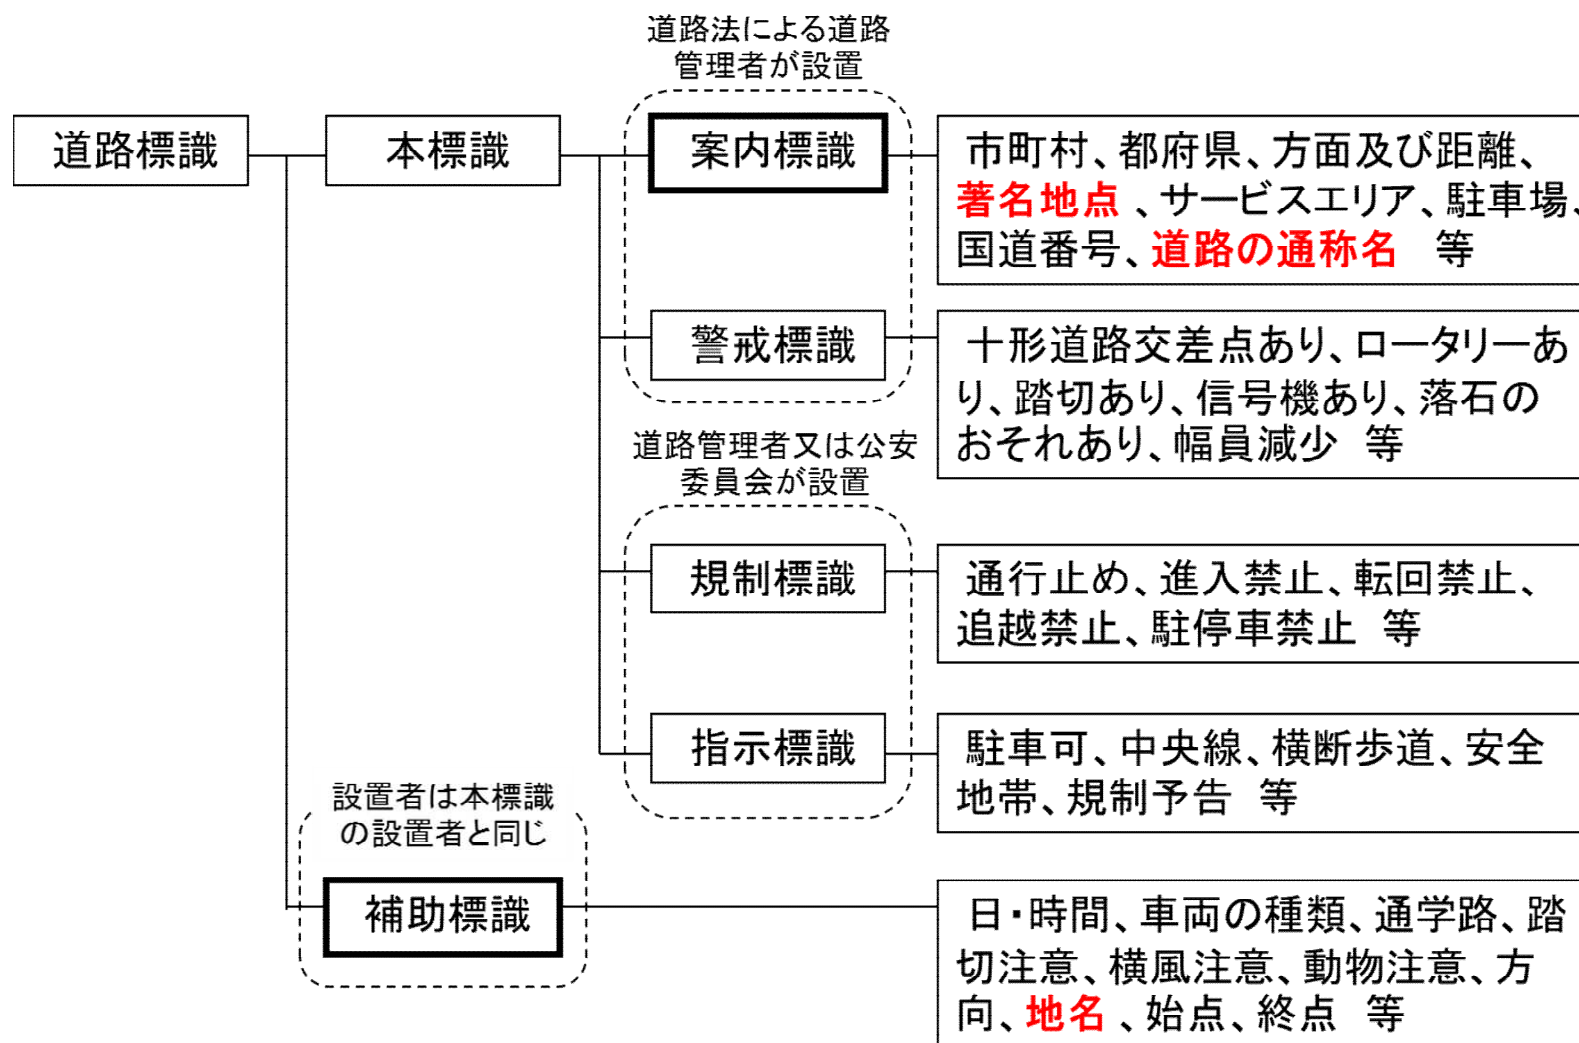 道路法による道路
管理者が設置
道路標識
本標識
案内標識
市町村、都府県、方面及び距離、
著名地点 、サービスエリア、駐車場、
国道番号、道路の通称名 等
警戒標識
十形道路交差点あり、ロータリーあ
り、踏切あり、信号機あり、落石の
おそれあり、幅員減少 等
道路管理者又は公安
委員会が設置
規制標識
通行止め、進入禁止、転回禁止、
追越禁止、駐停車禁止 等
指示標識
駐車可、中央線、横断歩道、安全
地帯、規制予告 等
設置者は本標識
の設置者と同じ
補助標識
日・時間、車両の種類、通学路、踏
切注意、横風注意、動物注意、方
向、地名 、始点、終点 等